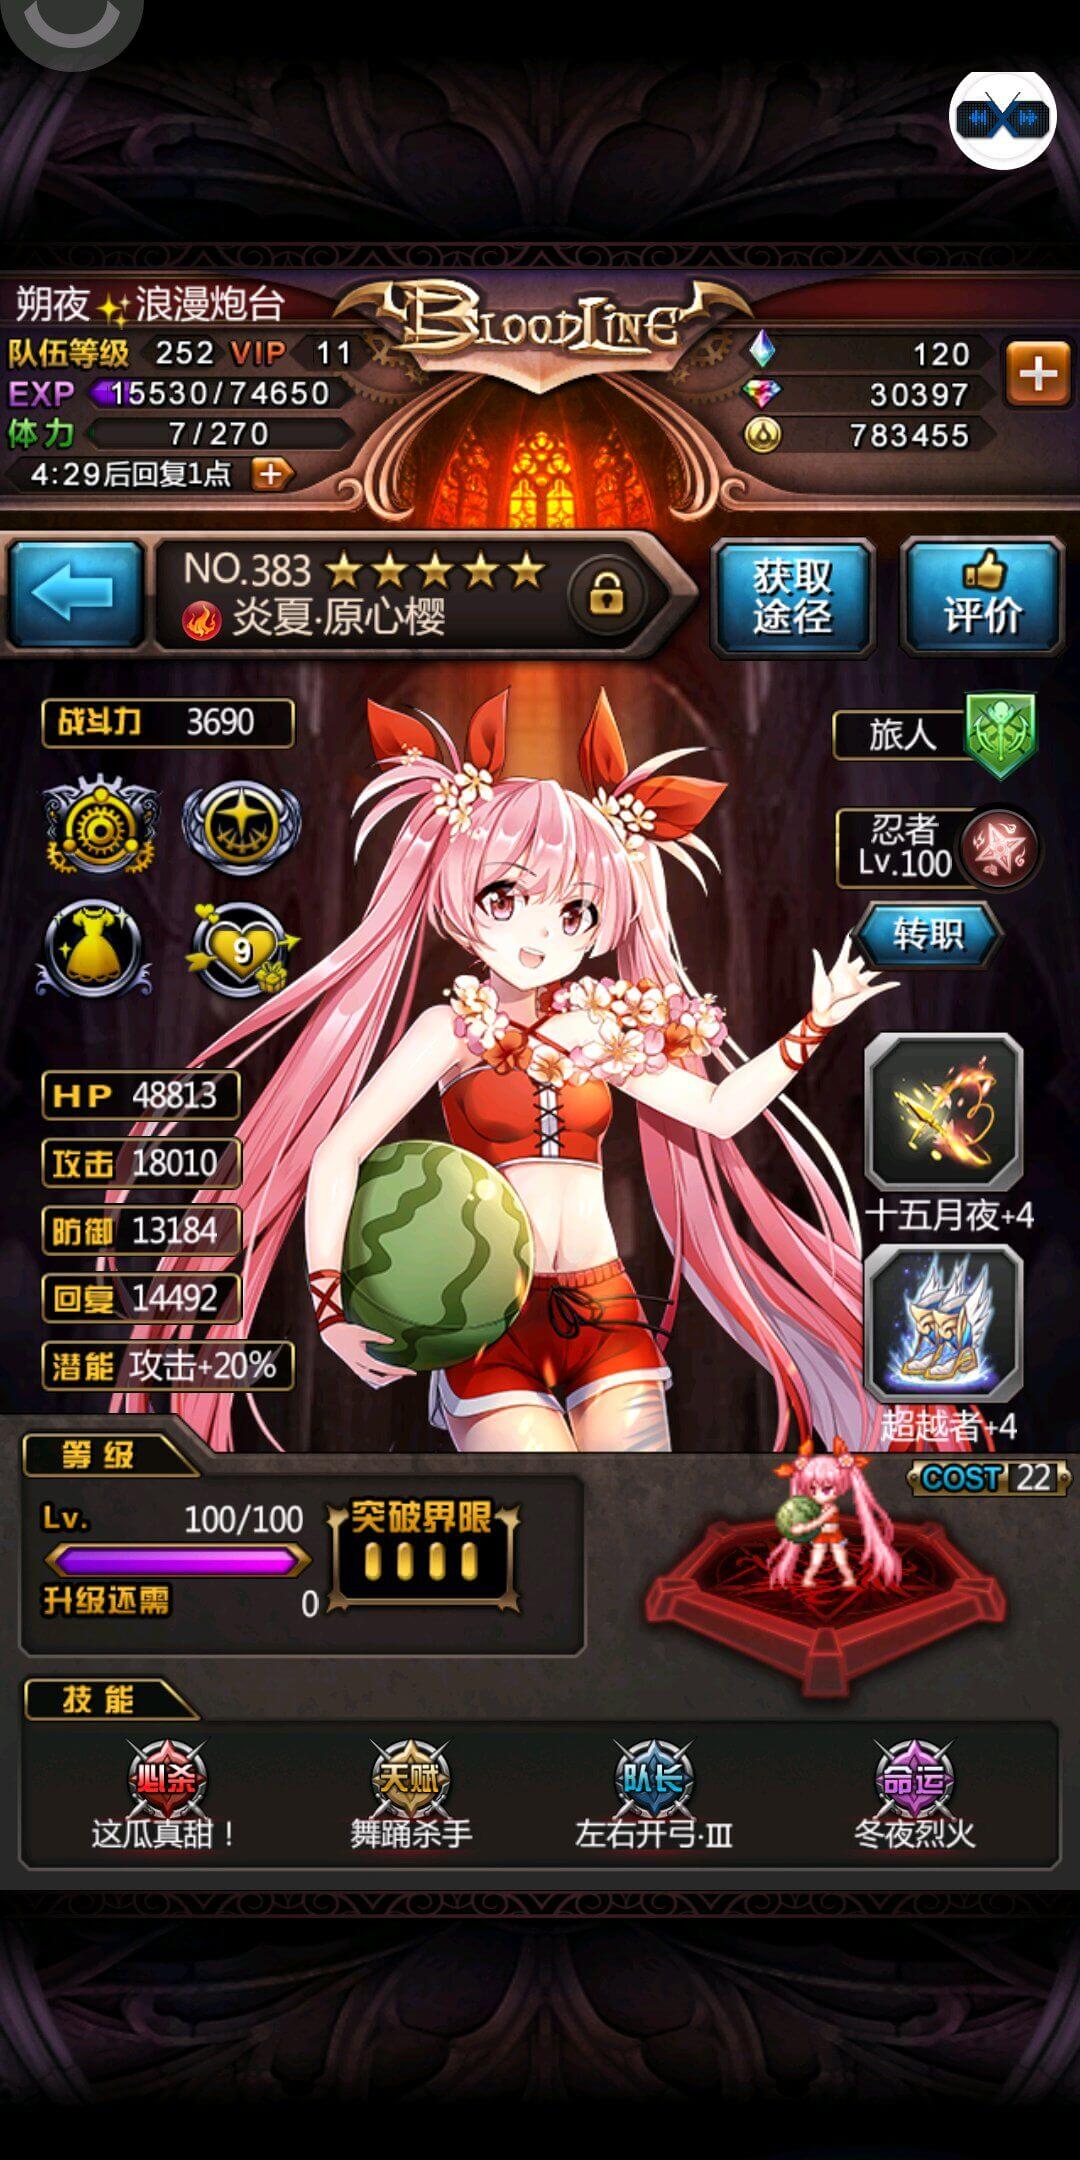 朔夜✨浪漫炮台
BLOODLINE
队伍等级 252 VIP 11
120
EXP 15530/74650
30397
体力 7/270
783455
4:29后回复1点
NO.383 ★★★★★
炎夏·原心樱
获取
途径
评价
战斗力 3690
旅人
忍者
Lv.100
转职
9
HP 48813
攻击 18010
防御 13184
回复 14492
潜能 攻击+20%
十五月夜+4
超越者+4
等级
COST 22
Lv. 100/100
突破界限
升级还需 0
技能
必杀
天赋
队长
命运
这瓜真甜！
舞踊杀手
左右开弓·Ⅲ
冬夜烈火